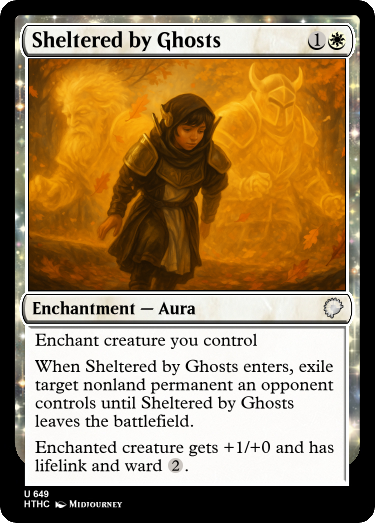 Sheltered by Ghosts 1
Enchantment — Aura
Enchant creature you control
When Sheltered by Ghosts enters, exile
target nonland permanent an opponent
controls until Sheltered by Ghosts
leaves the battlefield.
Enchanted creature gets +1/+0 and has
lifelink and ward 2.
U 649
HTHC Midjourney